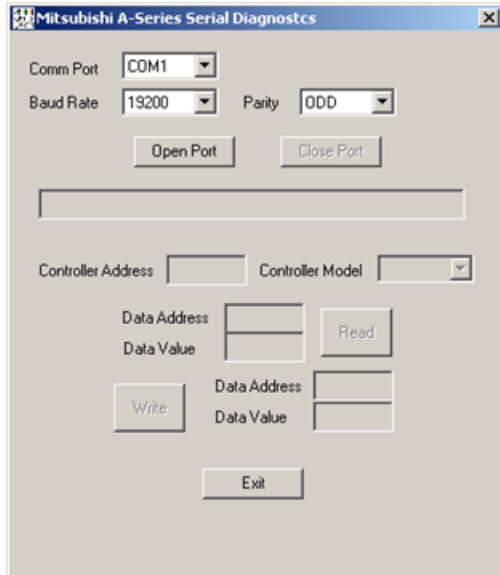 Mitsubishi A-Series Serial Diagnostcs
Comm Port COM1
Baud Rate 19200 Parity ODD
Open Port Close Port
Controller Address Controller Model
Data Address
Read
Data Value
Data Address
Write
Data Value
Exit